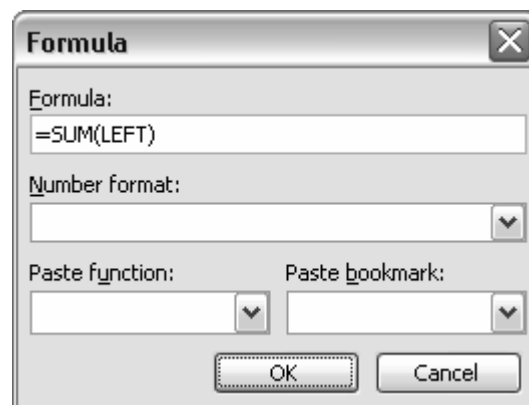 Formula
Formula:
=SUM(LEFT)
Number format:
Paste function: Paste bookmark:
OK Cancel